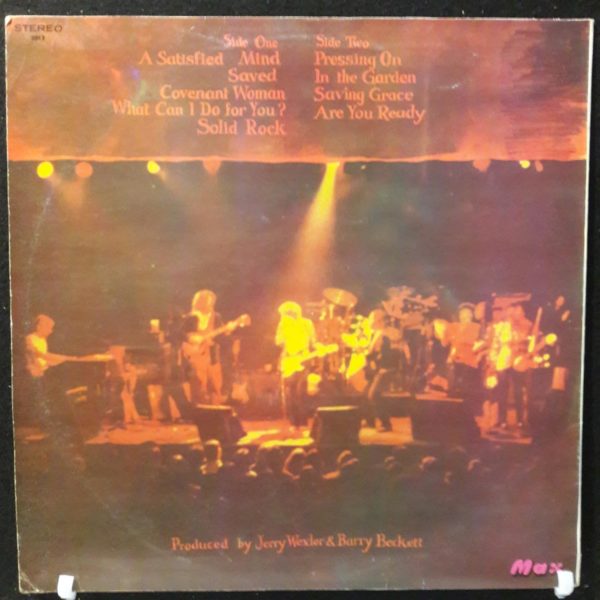 STEREO
Side One
A Satisfied Mind
Saved
Covenant Woman
What Can I Do for You?
Solid Rock
Side Two
Pressing On
In the Garden
Saving Grace
Are You Ready
Produced by Jerry Wexler & Barry Beckett
Max